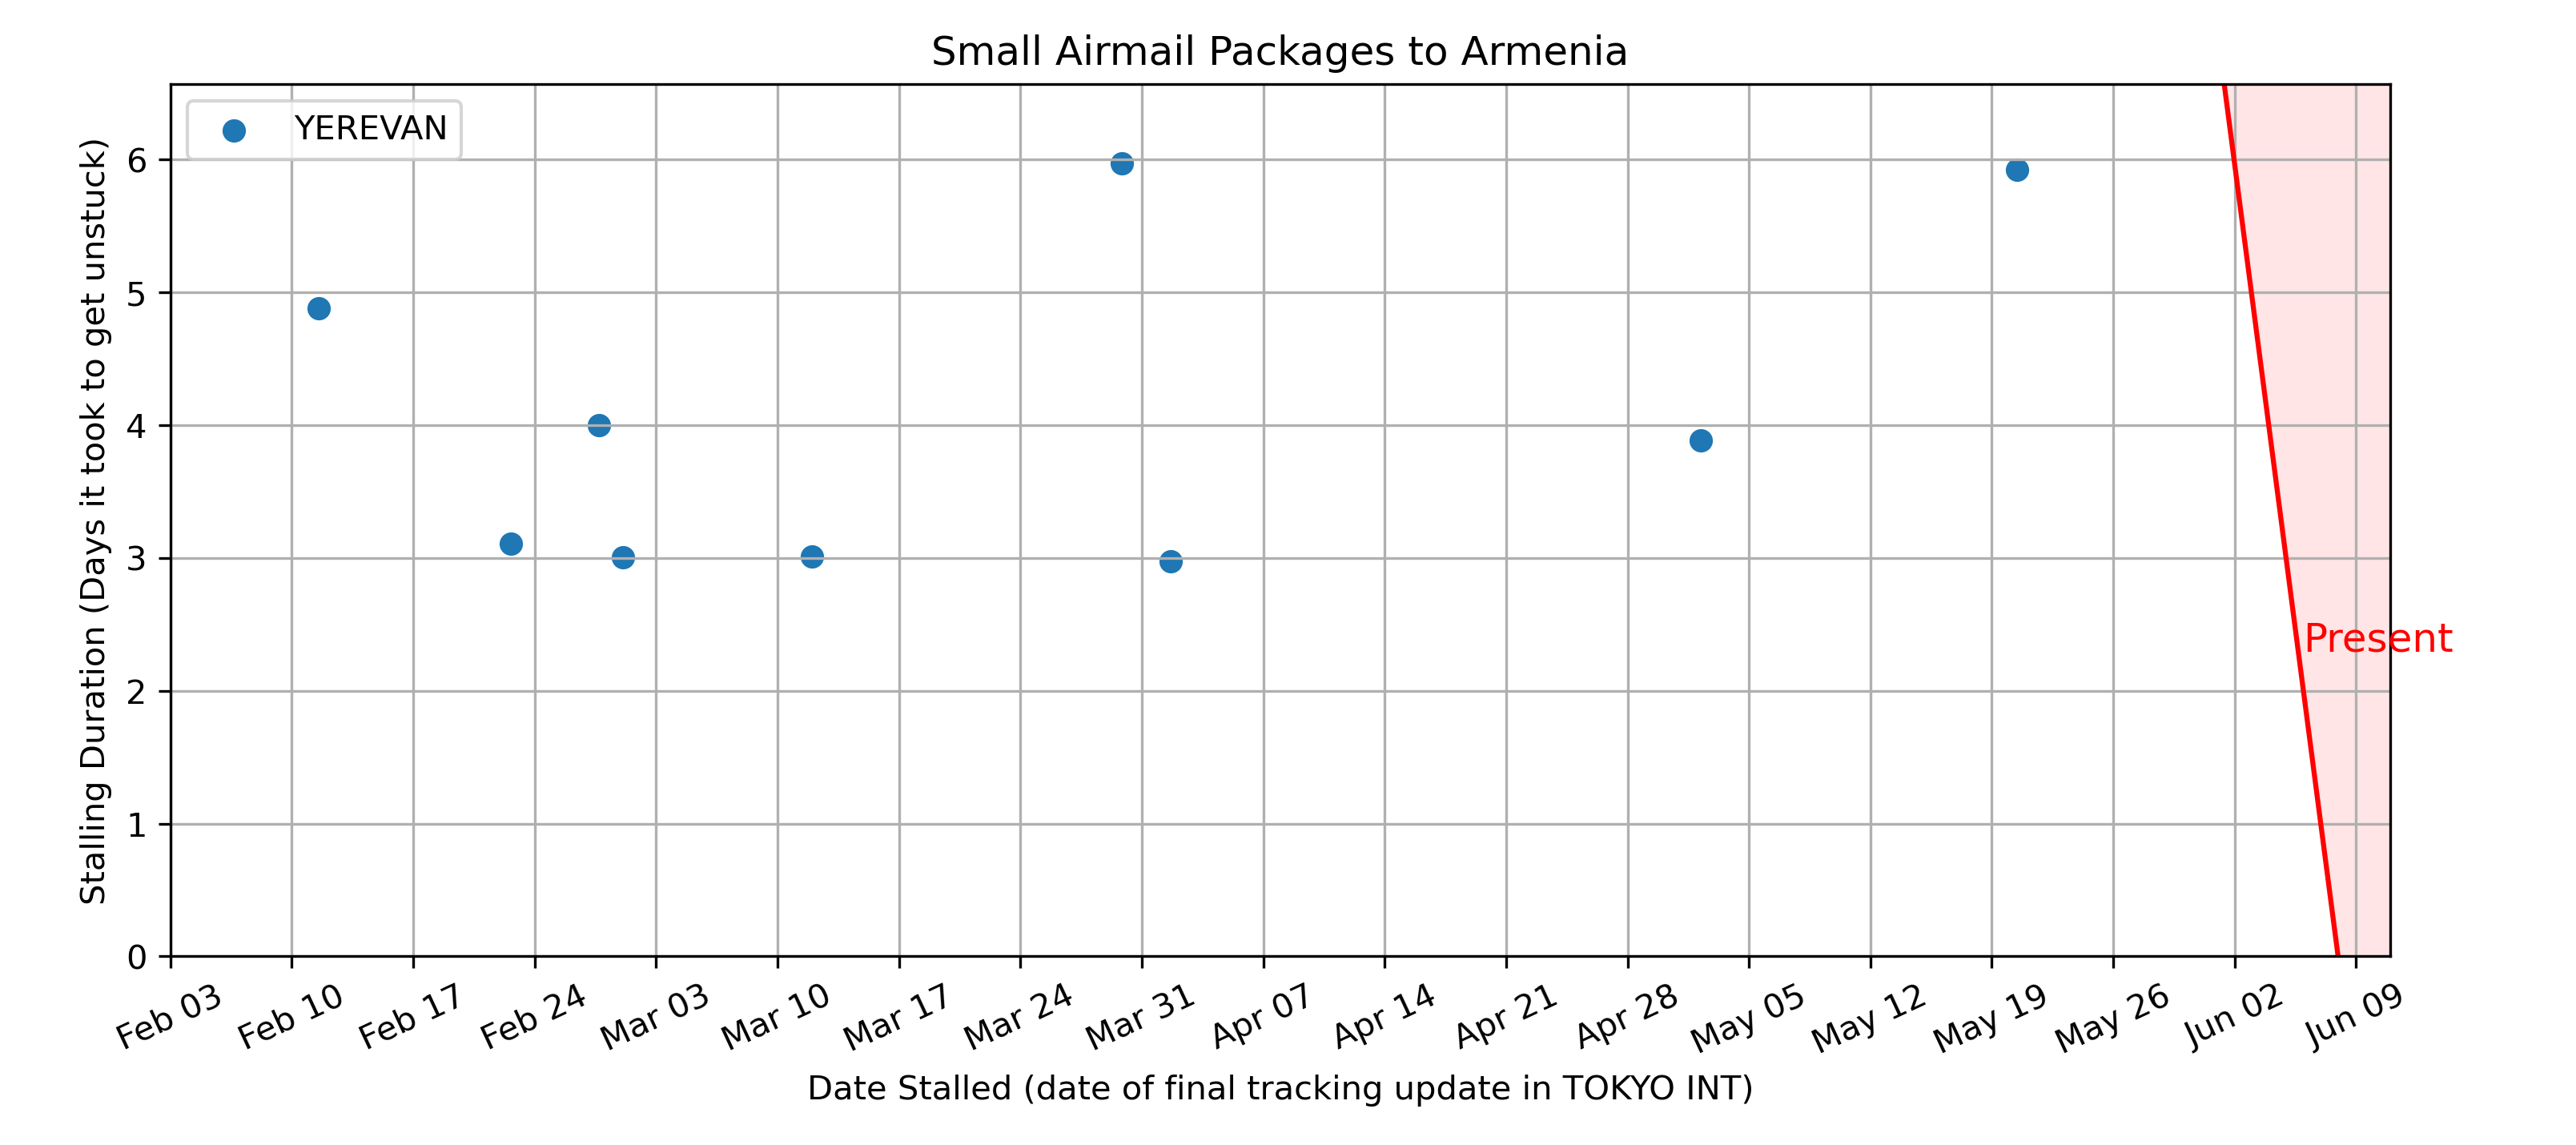 Small Airmail Packages to Armenia
YEREVAN
Stalling Duration (Days it took to get unstuck)
6
5
4
3
2
1
0
Present
Feb 03
Feb 10
Feb 17
Feb 24
Mar 03
Mar 10
Mar 17
Mar 24
Mar 31
Apr 07
Apr 14
Apr 21
Apr 28
May 05
May 12
May 19
May 26
Jun 02
Jun 09
Date Stalled (date of final tracking update in TOKYO INT)